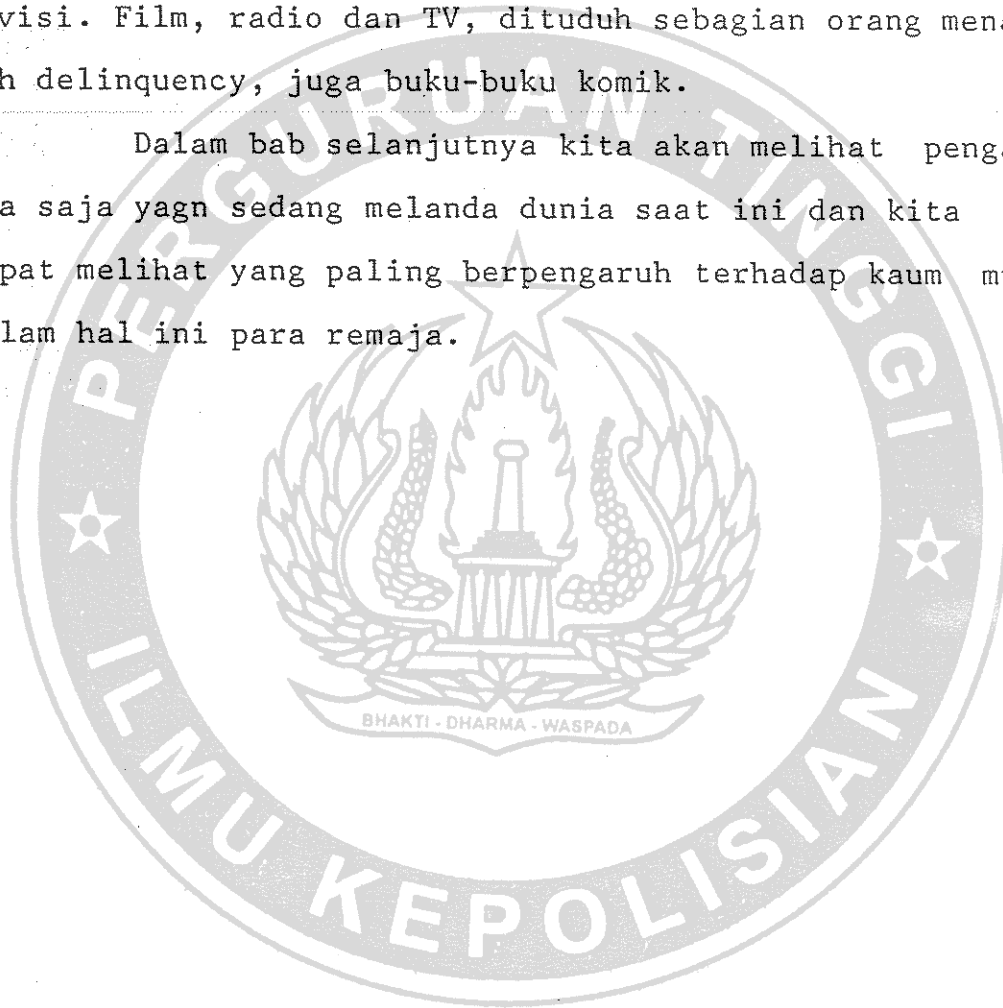 visi. Film, radio dan TV, dituduh sebagian orang mena
h delinquency, juga buku-buku komik.
Dalam bab selanjutnya kita akan melihat peng
a saja yagn sedang melanda dunia saat ini dan kita
pat melihat yang paling berpengaruh terhadap kaum m
lam hal ini para remaja.
PERGURUAN TINGGI
BHAKTI - DHARMA - WASPADA
ILMU KEPOLISIAN